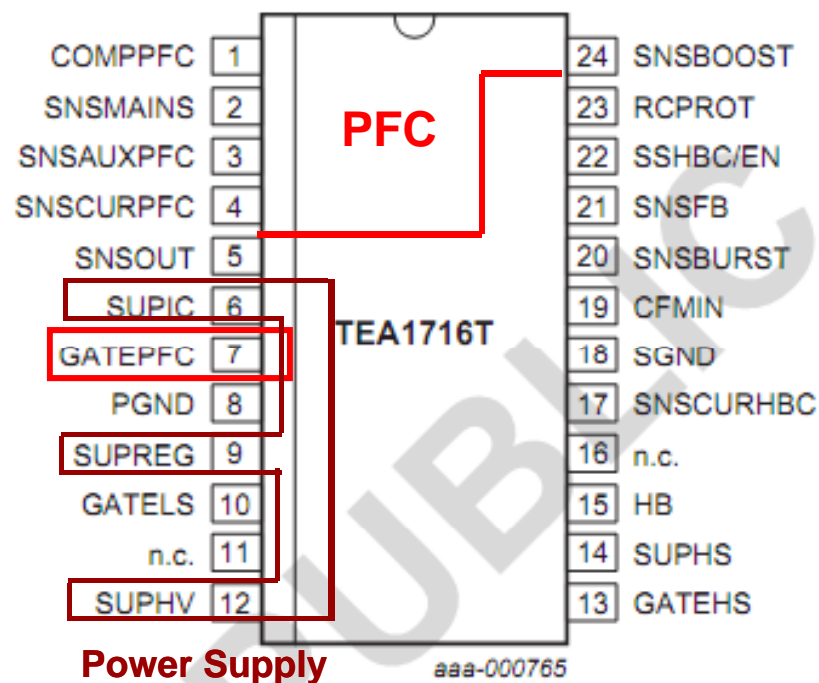 COMPPFC 1
SNSMAINS 2
SNSAUXPFC 3
SNSCURPFC 4
SNSOUT 5
SUPIC 6
GATEPFC 7
PGND 8
SUPREG 9
GATELS 10
n.c. 11
SUPHV 12
PFC
TEA1716T
24 SNSBOOST
23 RCPROT
22 SSHBC/EN
21 SNSFB
20 SNSBURST
19 CFMIN
18 SGND
17 SNSCURHBC
16 n.c.
15 HB
14 SUPHS
13 GATEHS
Power Supply
aaa-000765
PUBLIC